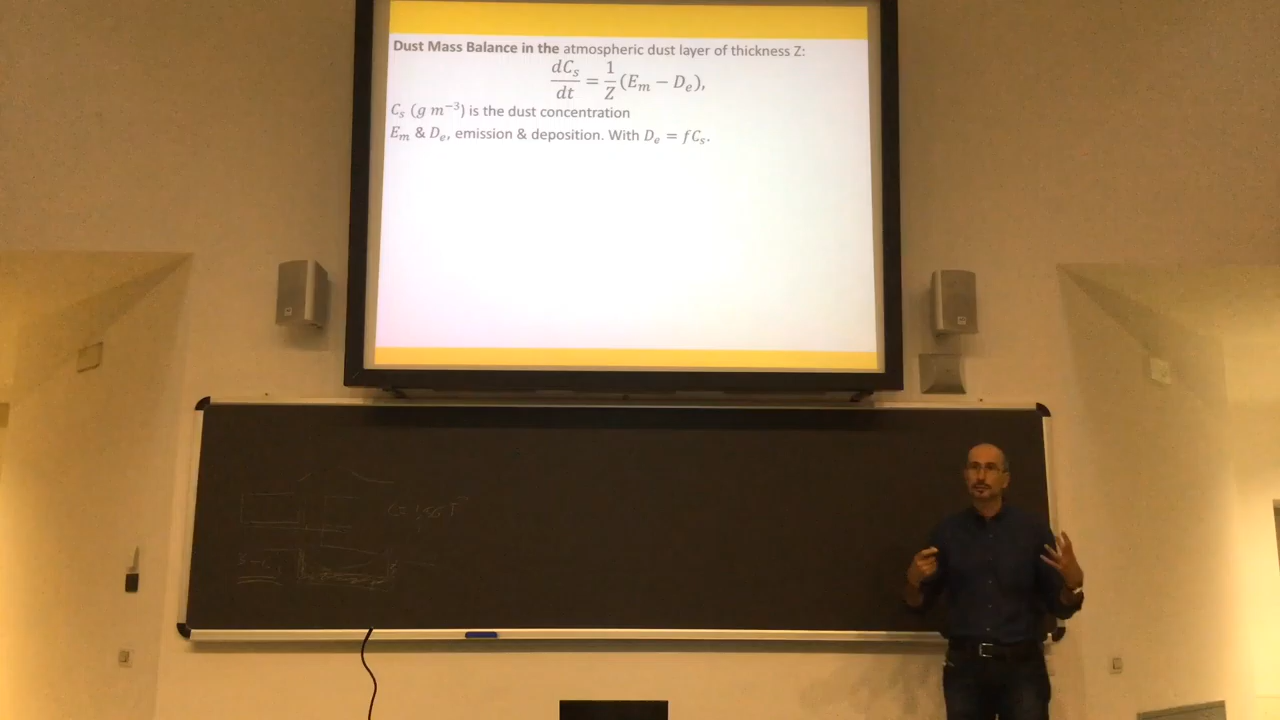 Dust Mass Balance in the atmospheric dust layer of thickness Z:
dC_s/dt = 1/Z (E_m − D_e),
C_s (g m⁻³) is the dust concentration
E_m & D_e, emission & deposition. With D_e = fC_s.